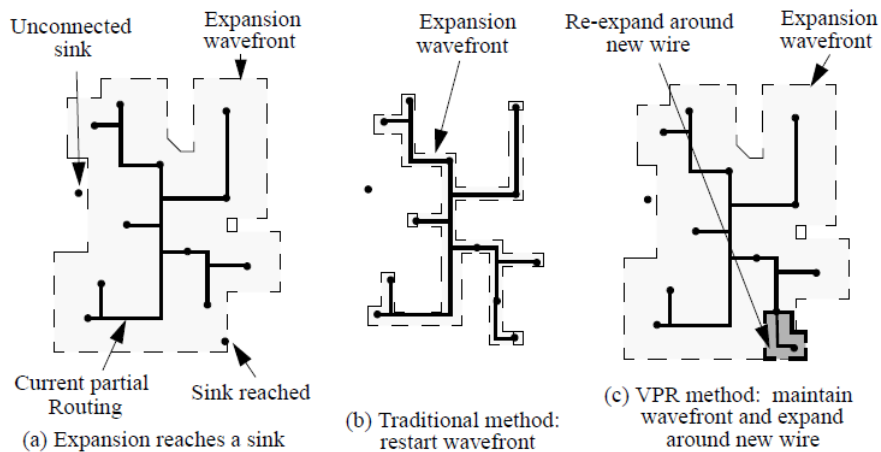 Unconnected
sink
Expansion
wavefront
Current partial
Routing
Sink reached
(a) Expansion reaches a sink
Expansion
wavefront
(b) Traditional method:
restart wavefront
Re-expand around
new wire
Expansion
wavefront
(c) VPR method:  maintain
wavefront and expand
around new wire